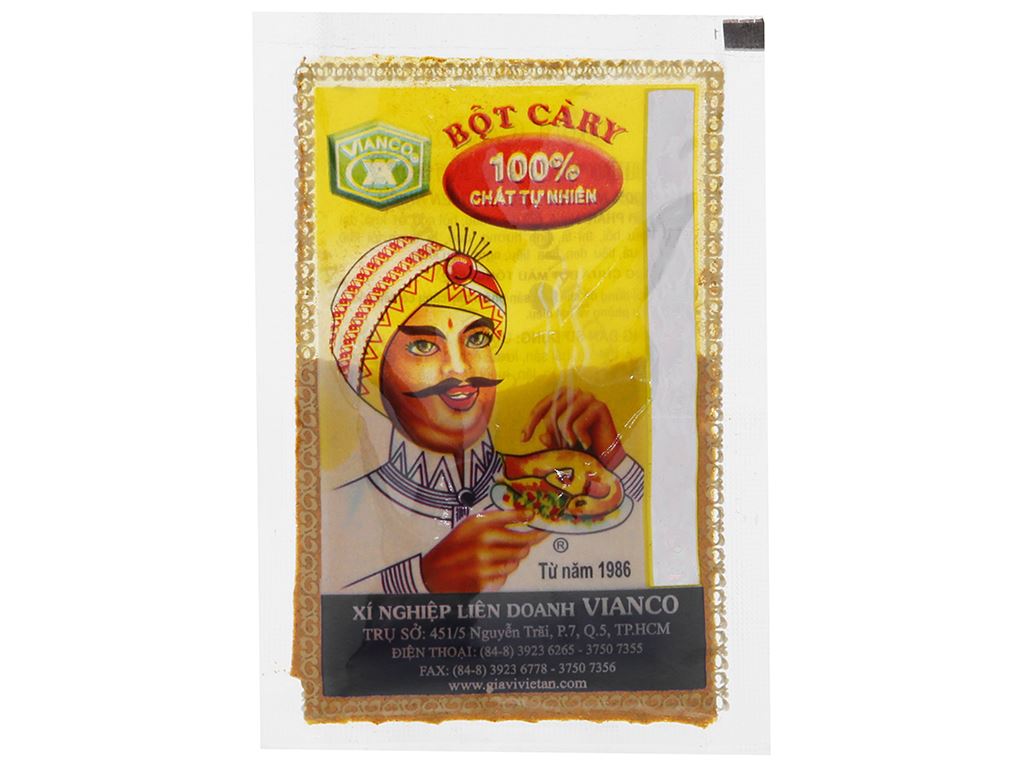 BỘT CÀRY
VIANCO®
100%
CHẤT TỰ NHIÊN
®
Từ năm 1986
XÍ NGHIỆP LIÊN DOANH VIANCO
TRỤ SỞ: 451/5 Nguyễn Trãi, P.7, Q.5, TP.HCM
ĐIỆN THOẠI: (84-8) 3923 6265 - 3750 7355
FAX: (84-8) 3923 6778 - 3750 7356
www.giavivietan.com